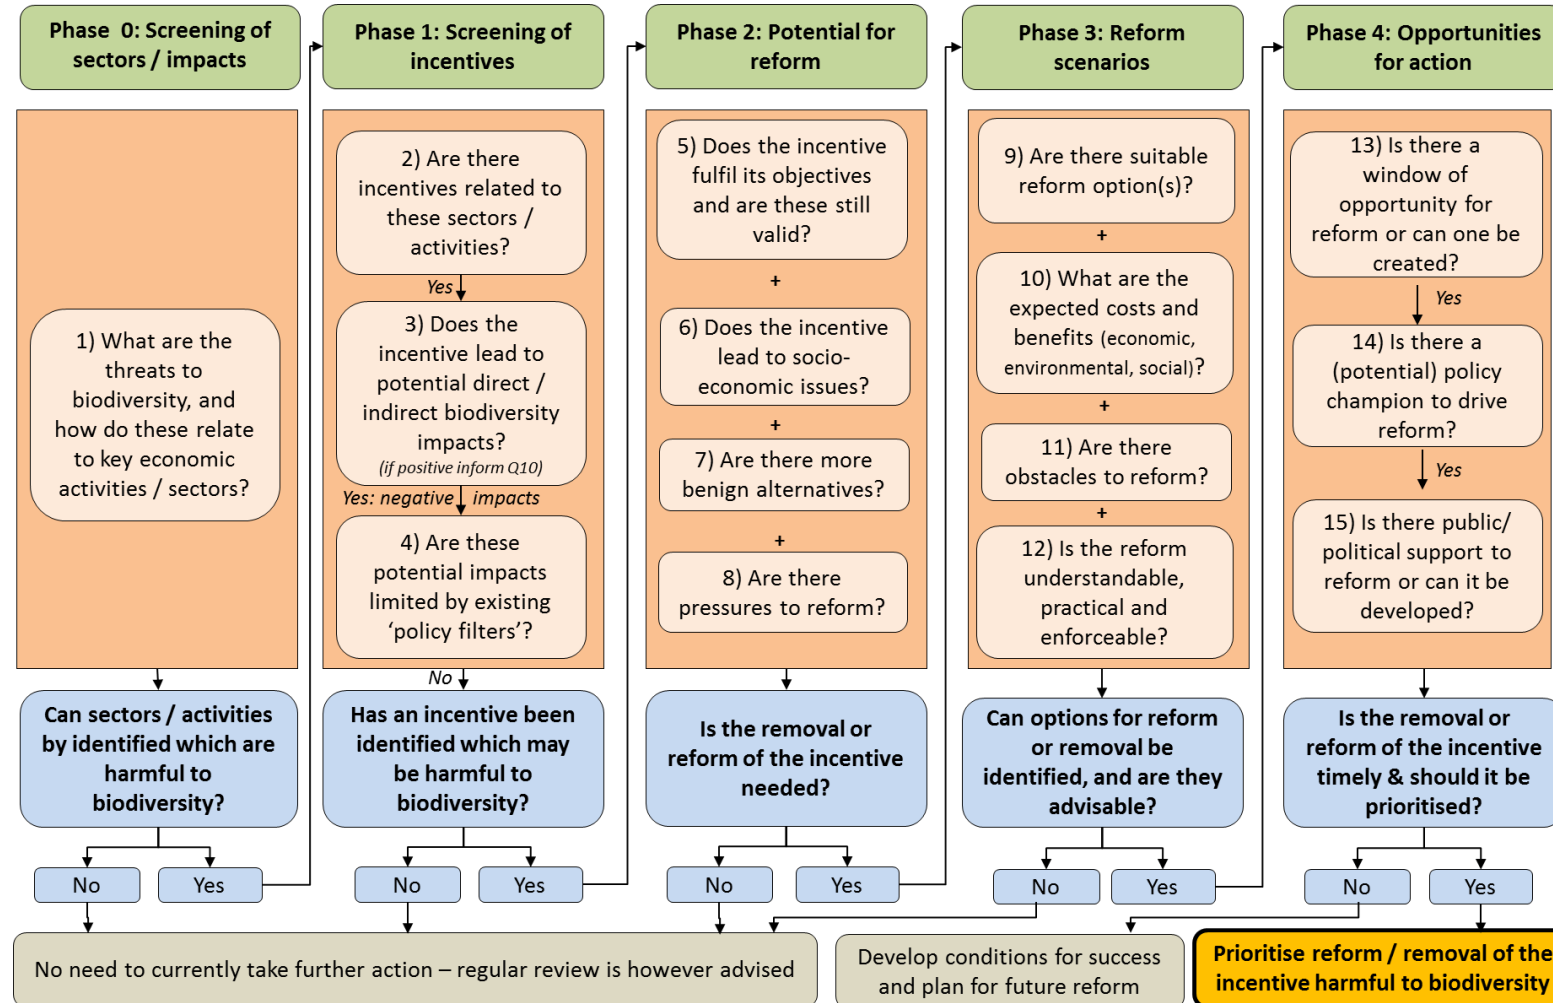 Phase 0: Screening of
sectors / impacts
1) What are the
threats to
biodiversity, and
how do these relate
to key economic
activities / sectors?
Can sectors / activities
by identified which are
harmful to
biodiversity?
No
Yes
Phase 1: Screening of
incentives
2) Are there
incentives related to
these sectors /
activities?
Yes
3) Does the
incentive lead to
potential direct /
indirect biodiversity
impacts?
(if positive inform Q10)
Yes: negative impacts
4) Are these
potential impacts
limited by existing
‘policy filters’?
No
Has an incentive been
identified which may
be harmful to
biodiversity?
No
Yes
Phase 2: Potential for
reform
5) Does the incentive
fulfil its objectives
and are these still
valid?
+
6) Does the incentive
lead to socio-
economic issues?
+
7) Are there more
benign alternatives?
+
8) Are there
pressures to reform?
Is the removal or
reform of the incentive
needed?
No
Yes
Phase 3: Reform
scenarios
9) Are there suitable
reform option(s)?
+
10) What are the
expected costs and
benefits (economic,
environmental, social)?
+
11) Are there
obstacles to reform?
+
12) Is the reform
understandable,
practical and
enforceable?
Can options for reform
or removal be
identified, and are they
advisable?
No
Yes
Phase 4: Opportunities
for action
13) Is there a
window of
opportunity for
reform or can one be
created?
Yes
14) Is there a
(potential) policy
champion to drive
reform?
Yes
15) Is there public/
political support to
reform or can it be
developed?
Is the removal or
reform of the incentive
timely & should it be
prioritised?
No
Yes
No need to currently take further action – regular review is however advised
Develop conditions for success
and plan for future reform
Prioritise reform / removal of the
incentive harmful to biodiversity